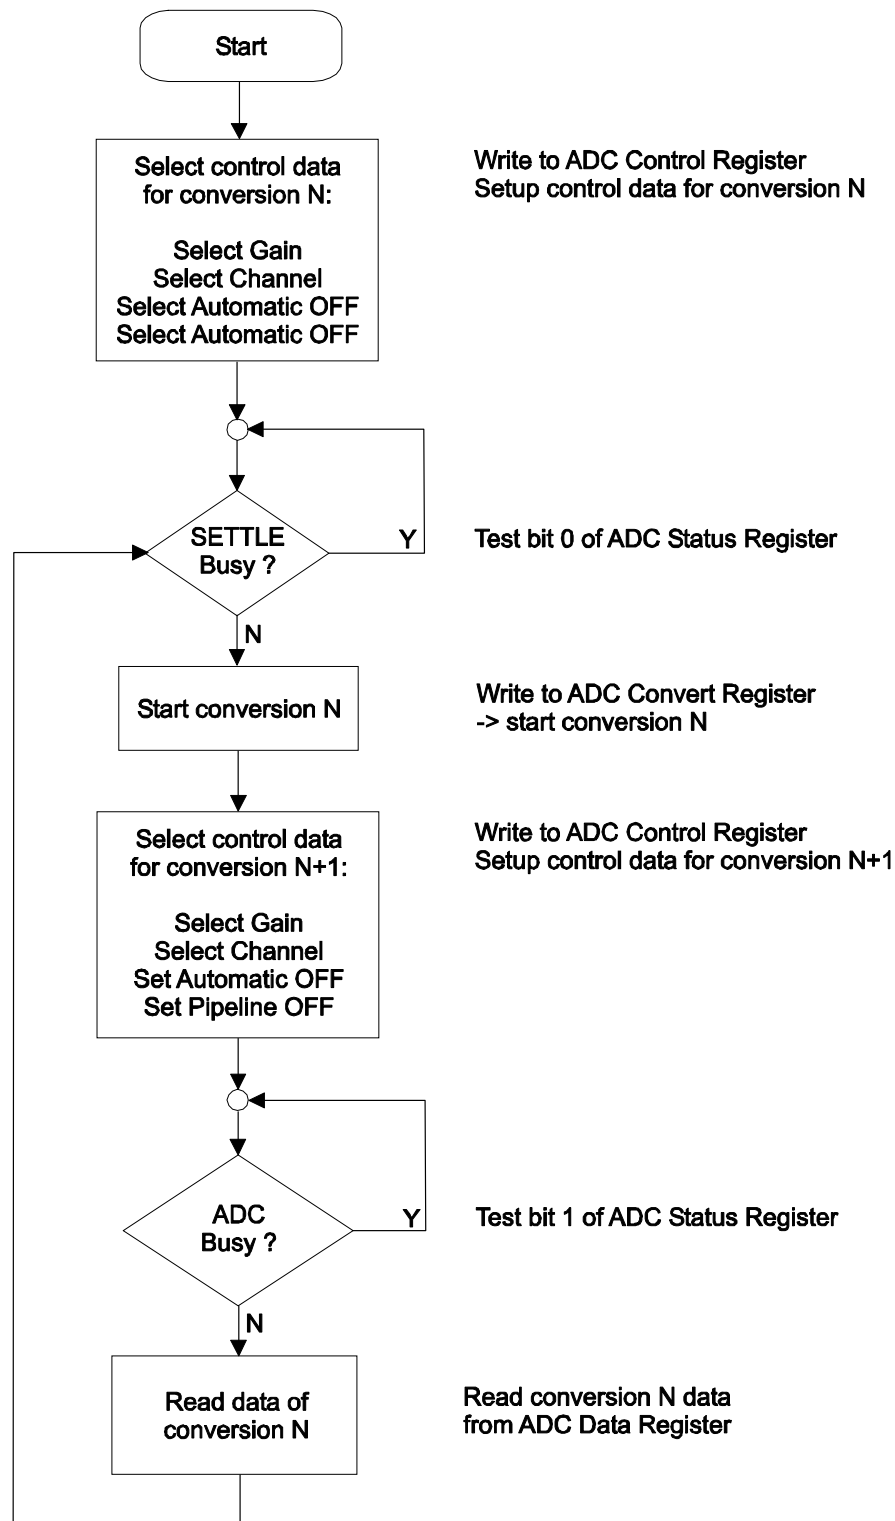 Start
Select control data
for conversion N:
Select Gain
Select Channel
Select Automatic OFF
Select Automatic OFF
Write to ADC Control Register
Setup control data for conversion N
SETTLE
Busy ?
Y
N
Test bit 0 of ADC Status Register
Start conversion N
Write to ADC Convert Register
-> start conversion N
Select control data
for conversion N+1:
Select Gain
Select Channel
Set Automatic OFF
Set Pipeline OFF
Write to ADC Control Register
Setup control data for conversion N+1
ADC
Busy ?
Y
N
Test bit 1 of ADC Status Register
Read data of
conversion N
Read conversion N data
from ADC Data Register